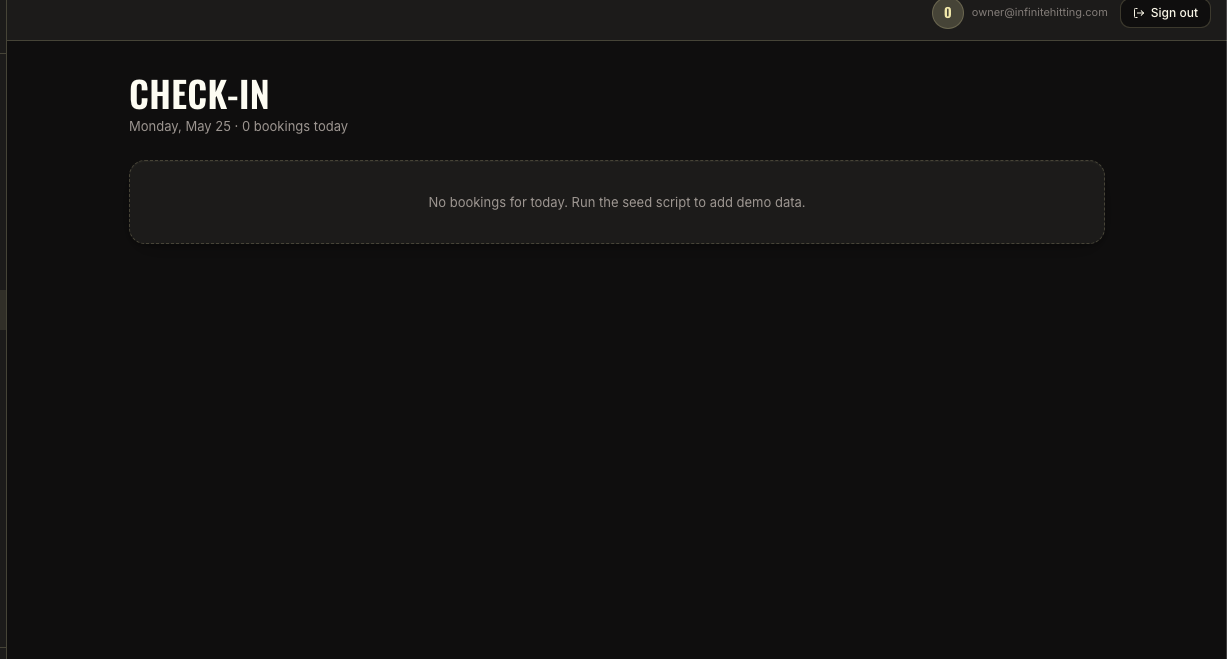 O owner@infinitehitting.com Sign out
CHECK-IN
Monday, May 25 · 0 bookings today
No bookings for today. Run the seed script to add demo data.